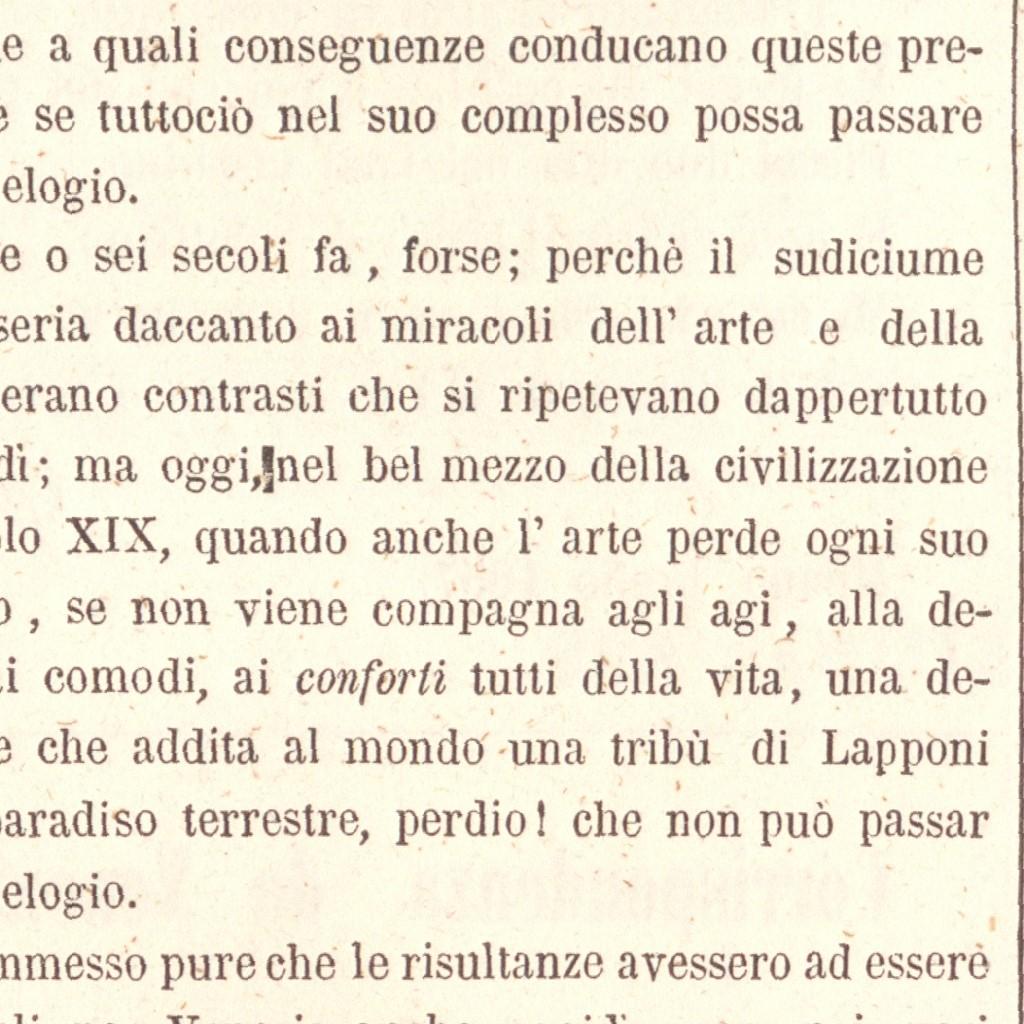 e a quali conseguenze conducano queste pre-
è se tuttociò nel suo complesso possa passare
elogio.
e o sei secoli fa, forse; perchè il sudiciume
seria daccanto ai miracoli dell' arte e della
erano contrasti che si ripetevano dappertutto
dì; ma oggi, nel bel mezzo della civilizzazione
lo XIX, quando anche l' arte perde ogni suo
o, se non viene compagna agli agi, alla de-
i comodi, ai conforti tutti della vita, una de-
e che addita al mondo una tribù di Lapponi
paradiso terrestre, perdio! che non può passar
elogio.
mmesso pure che le risultanze avessero ad essere